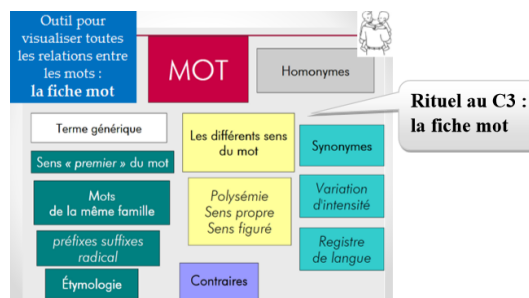 Outil pour
visualiser toutes
les relations entre
les mots :
la fiche mot
MOT
Homonymes
Rituel au C3 :
la fiche mot
Terme générique
Les différents sens
du mot
Synonymes
Sens « premier » du mot
Mots
de la même famille
Polysémie
Sens propre
Sens figuré
Variation
d'intensité
préfixes suffixes
radical
Registre
de langue
Étymologie
Contraires